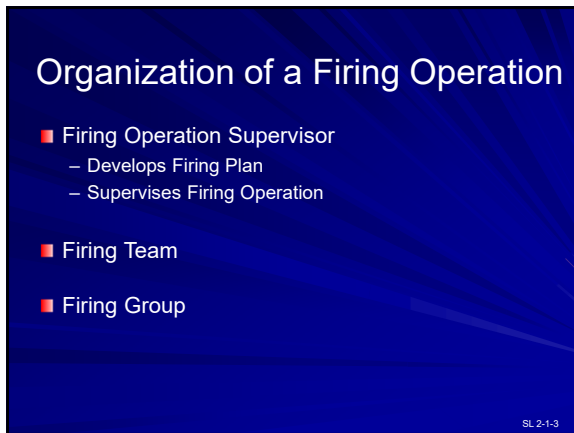 Organization of a Firing Operation
Firing Operation Supervisor
– Develops Firing Plan
– Supervises Firing Operation
Firing Team
Firing Group
SL 2-1-3